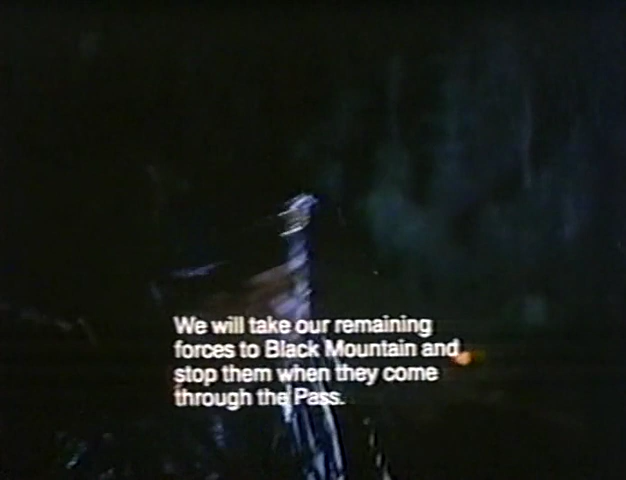 We will take our remaining
forces to Black Mountain and
stop them when they come
through the Pass.